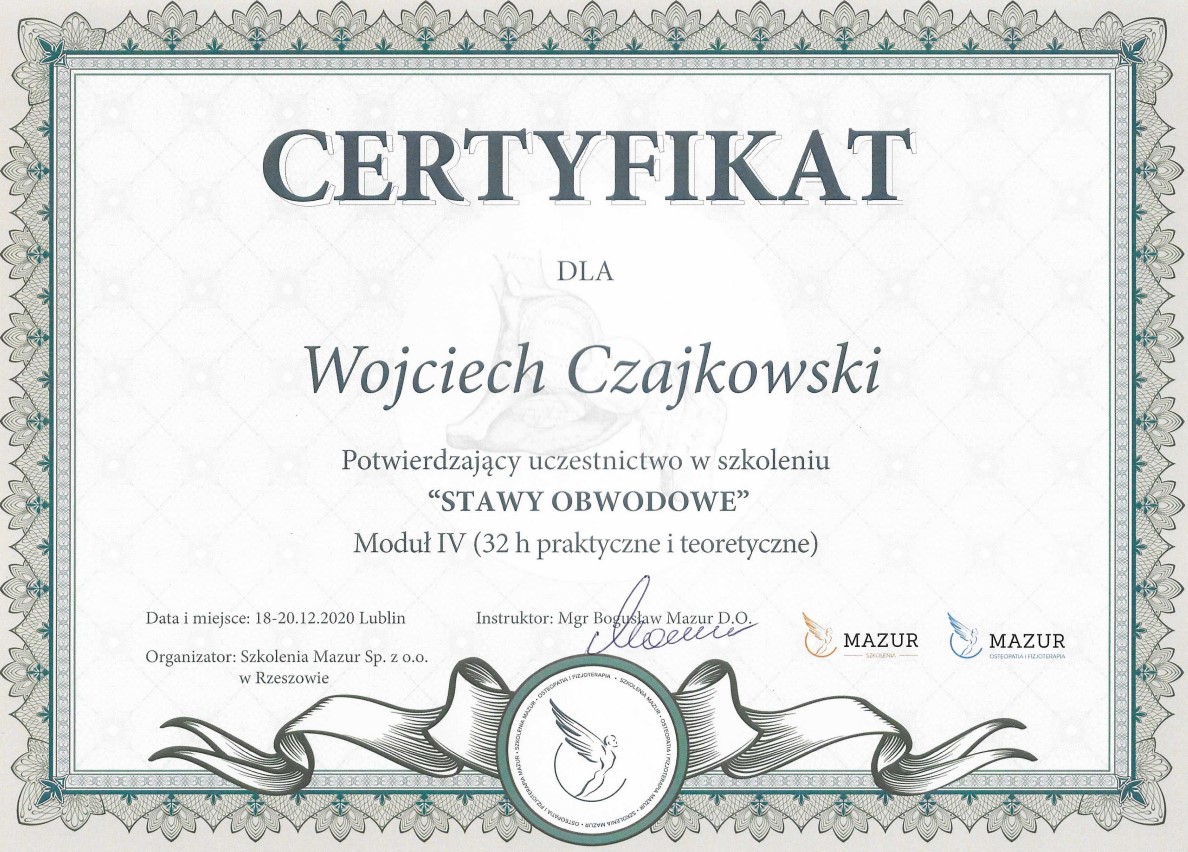 CERTYFIKAT
DLA
Wojciech Czajkowski
Potwierdzający uczestnictwo w szkoleniu
“STAWY OBWODOWE”
Moduł IV (32 h praktyczne i teoretyczne)
Data i miejsce: 18-20.12.2020 Lublin
Instruktor: Mgr Bogusław Mazur D.O.
Organizator: Szkolenia Mazur Sp. z o.o.
w Rzeszowie
MAZUR
SZKOLENIA
MAZUR
OSTEOPATIA I FIZJOTERAPIA
SZKOLENIA MAZUR • OSTEOPATIA I FIZJOTERAPIA • SZKOLENIA MAZUR • OSTEOPATIA I FIZJOTERAPIA MAZUR • SZKOLENIA MAZUR • OSTEOPATIA I FIZJOTERAPIA MAZUR •